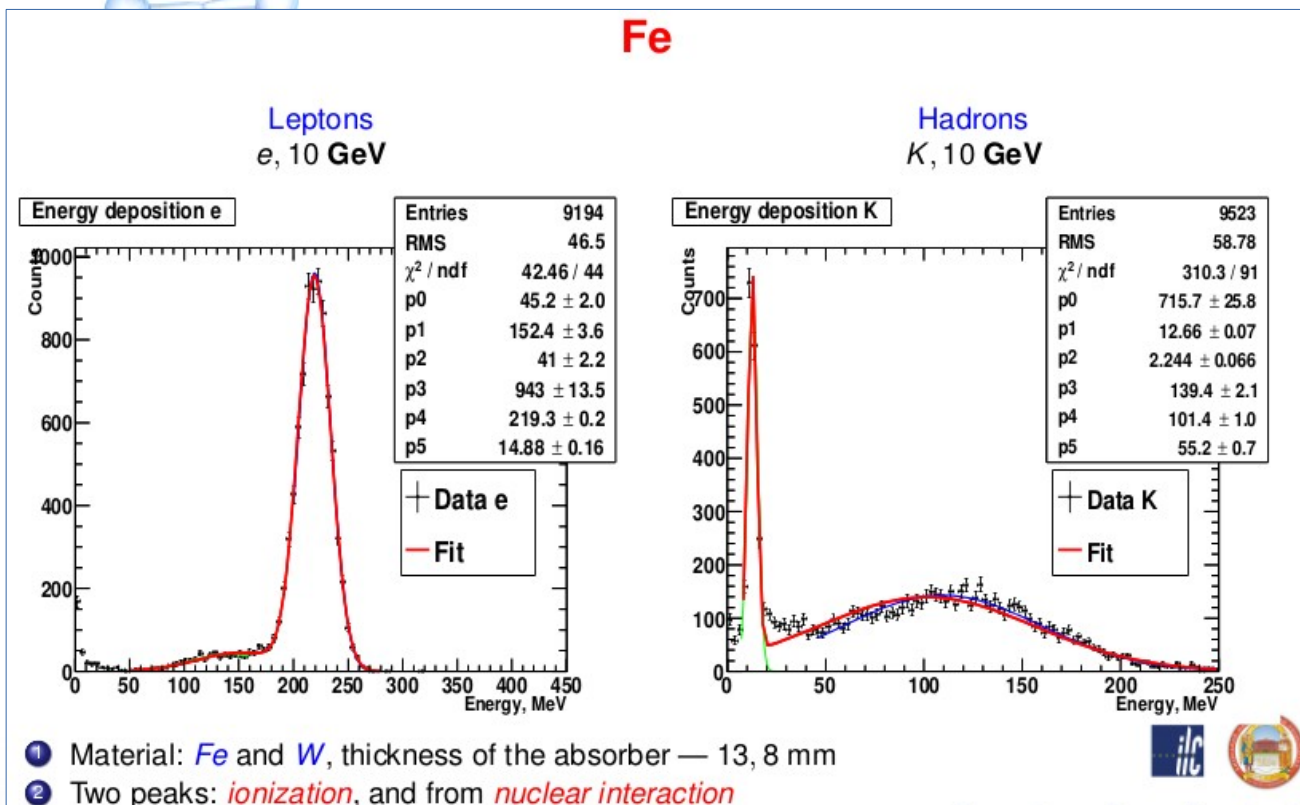 Fe
Leptons
e, 10 GeV
Energy deposition e
Entries 9194
RMS 46.5
χ² / ndf 42.46 / 44
p0 45.2 ± 2.0
p1 152.4 ± 3.6
p2 41 ± 2.2
p3 943 ± 13.5
p4 219.3 ± 0.2
p5 14.88 ± 0.16
Data e
Fit
Counts
1000
800
600
400
200
0
0 50 100 150 200 250 300 350 400 450
Energy, MeV
Hadrons
K, 10 GeV
Energy deposition K
Entries 9523
RMS 58.78
χ² / ndf 310.3 / 91
p0 715.7 ± 25.8
p1 12.66 ± 0.07
p2 2.244 ± 0.066
p3 139.4 ± 2.1
p4 101.4 ± 1.0
p5 55.2 ± 0.7
Data K
Fit
Counts
700
600
500
400
300
200
100
0
0 50 100 150 200 250
Energy, MeV
1 Material: Fe and W, thickness of the absorber — 13, 8 mm
2 Two peaks: ionization, and from nuclear interaction
ilc